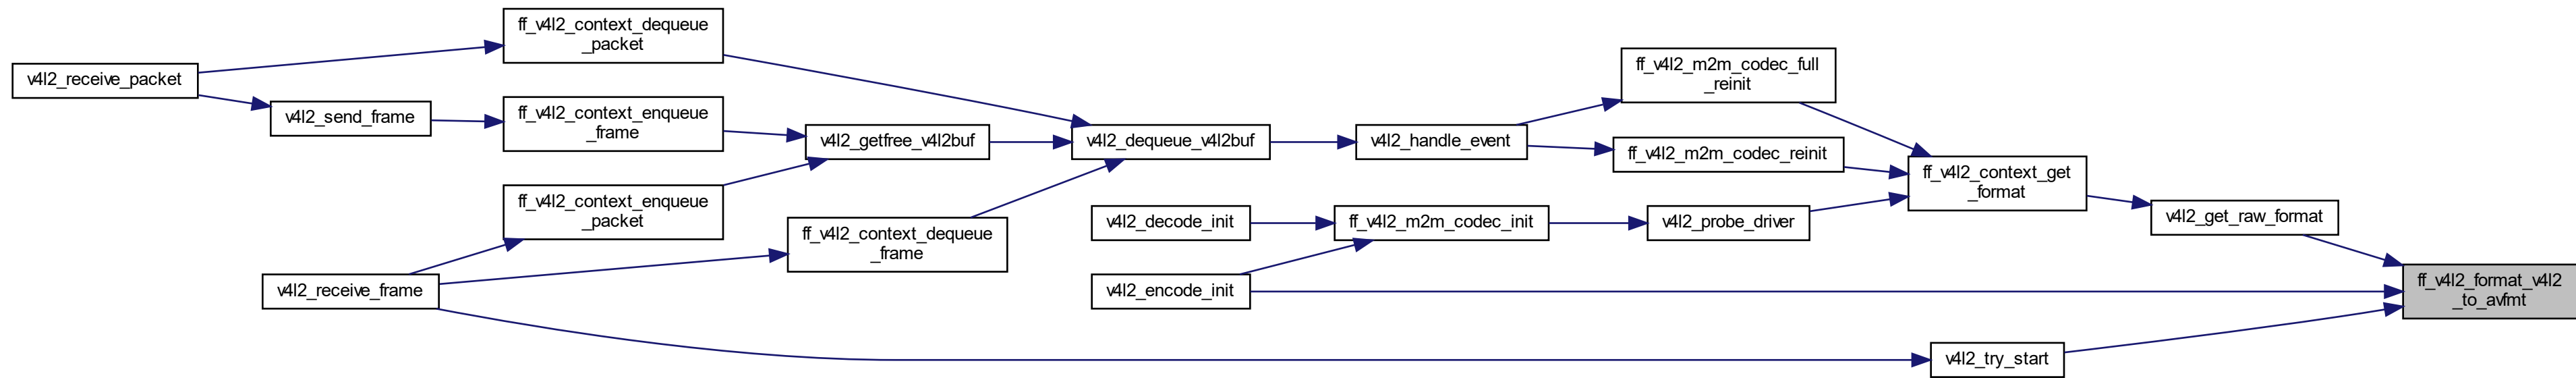 ff_v4l2_context_dequeue
_packet
v4l2_receive_packet
v4l2_send_frame
ff_v4l2_context_enqueue
_frame
v4l2_getfree_v4l2buf
v4l2_dequeue_v4l2buf
v4l2_handle_event
ff_v4l2_m2m_codec_full
_reinit
ff_v4l2_m2m_codec_reinit
ff_v4l2_context_get
_format
ff_v4l2_context_enqueue
_packet
ff_v4l2_context_dequeue
_frame
v4l2_receive_frame
v4l2_decode_init
ff_v4l2_m2m_codec_init
v4l2_probe_driver
v4l2_get_raw_format
v4l2_encode_init
ff_v4l2_format_v4l2
_to_avfmt
v4l2_try_start